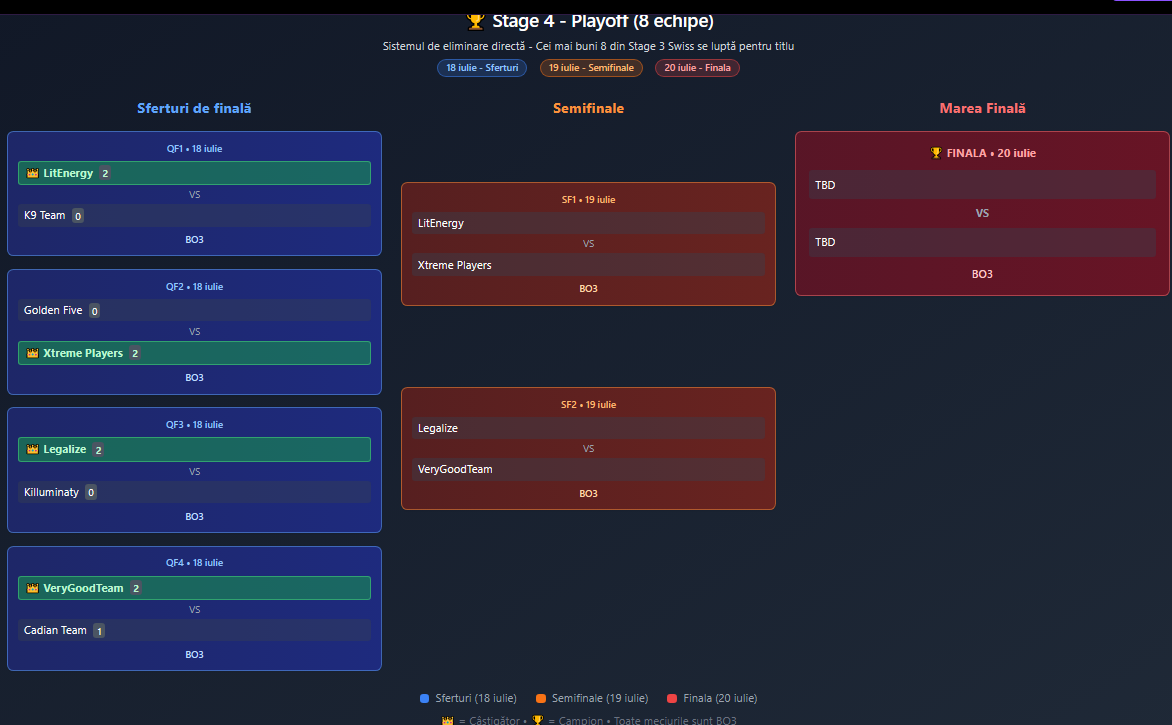 🏆 Stage 4 - Playoff (8 echipe)
Sistemul de eliminare directă - Cei mai buni 8 din Stage 3 Swiss se luptă pentru titlu
18 iulie - Sferturi
19 iulie - Semifinale
20 iulie - Finala
Sferturi de finală
QF1 • 18 iulie
👑 LitEnergy 2
VS
K9 Team 0
BO3
QF2 • 18 iulie
Golden Five 0
VS
👑 Xtreme Players 2
BO3
QF3 • 18 iulie
👑 Legalize 2
VS
Killuminaty 0
BO3
QF4 • 18 iulie
👑 VeryGoodTeam 2
VS
Cadian Team 1
BO3
Semifinale
SF1 • 19 iulie
LitEnergy
VS
Xtreme Players
BO3
SF2 • 19 iulie
Legalize
VS
VeryGoodTeam
BO3
Marea Finală
🏆 FINALA • 20 iulie
TBD
VS
TBD
BO3
Sferturi (18 iulie)
Semifinale (19 iulie)
Finala (20 iulie)
👑 = Câștigător • 🏆 = Campion • Toate meciurile sunt BO3